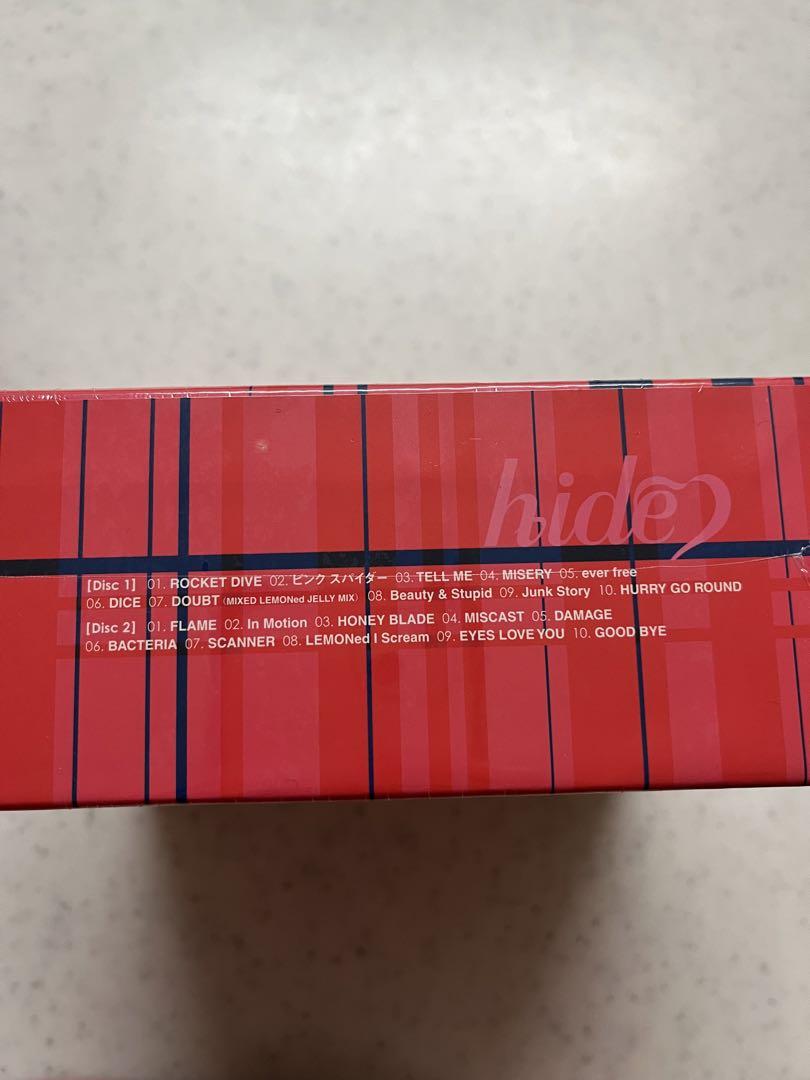 hide
[Disc 1] 01. ROCKET DIVE 02. ピンク スパイダー 03. TELL ME 04. MISERY 05. ever free
06. DICE 07. DOUBT (MIXED LEMONed JELLY MIX) 08. Beauty & Stupid 09. Junk Story 10. HURRY GO ROUND
[Disc 2] 01. FLAME 02. In Motion 03. HONEY BLADE 04. MISCAST 05. DAMAGE
06. BACTERIA 07. SCANNER 08. LEMONed I Scream 09. EYES LOVE YOU 10. GOOD BYE